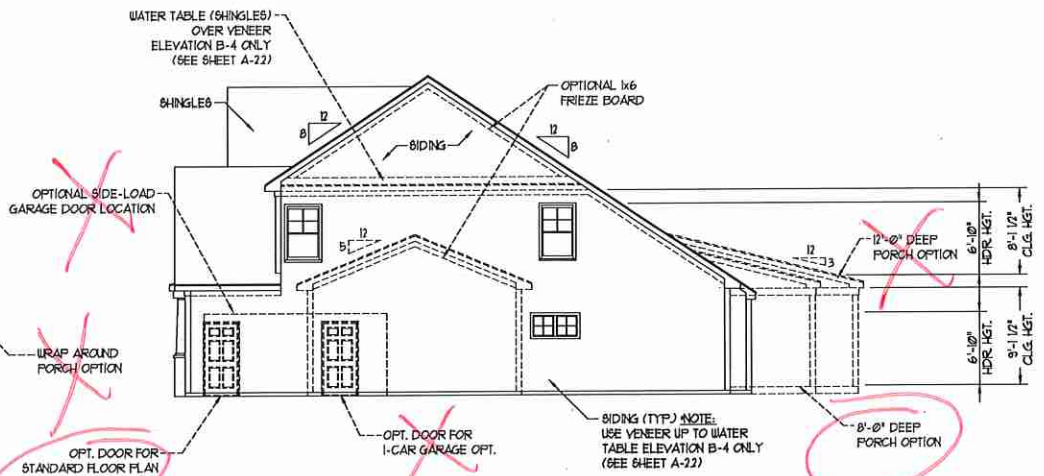 WATER TABLE (SHINGLES)
OVER VENEER
ELEVATION B-4 ONLY
(SEE SHEET A-2.2)
SHINGLES
OPTIONAL 1x6
FRIEZE BOARD
12
8
12
8
SIDING
OPTIONAL SIDE-LOAD
GARAGE DOOR LOCATION
12
5
12
3
12'-0" DEEP
PORCH OPTION
6'-10"
HDR. HGT.
8'-1 1/2"
CLG. HGT.
6'-10"
HDR. HGT.
9'-1 1/2"
CLG. HGT.
WRAP AROUND
PORCH OPTION
OPT. DOOR FOR
STANDARD FLOOR PLAN
OPT. DOOR FOR
1-CAR GARAGE OPT.
SIDING (TYP.) NOTE:
USE VENEER UP TO WATER
TABLE ELEVATION B-4 ONLY
(SEE SHEET A-2.2)
8'-0" DEEP
PORCH OPTION